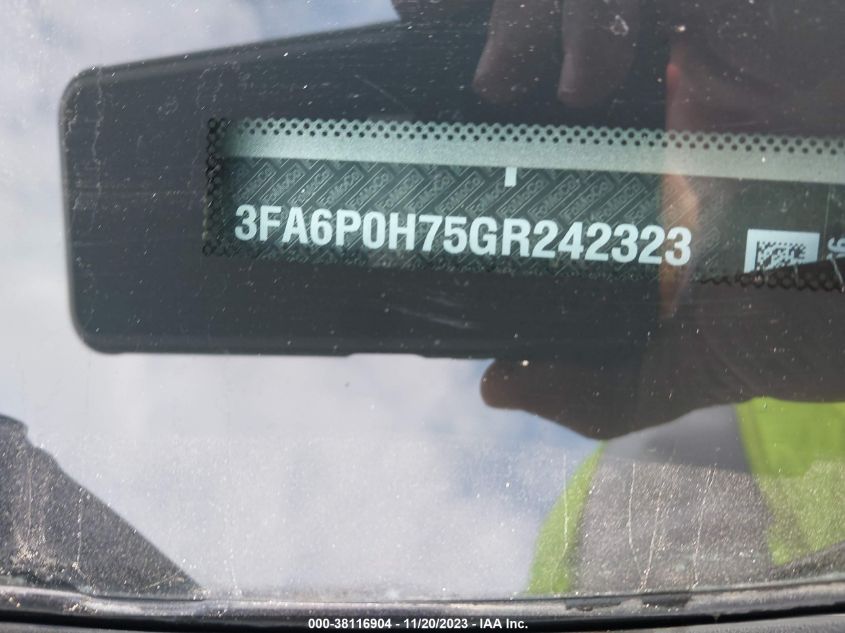 3FA6P0H75GR242323
000-38116904 - 11/20/2023 - IAA Inc.